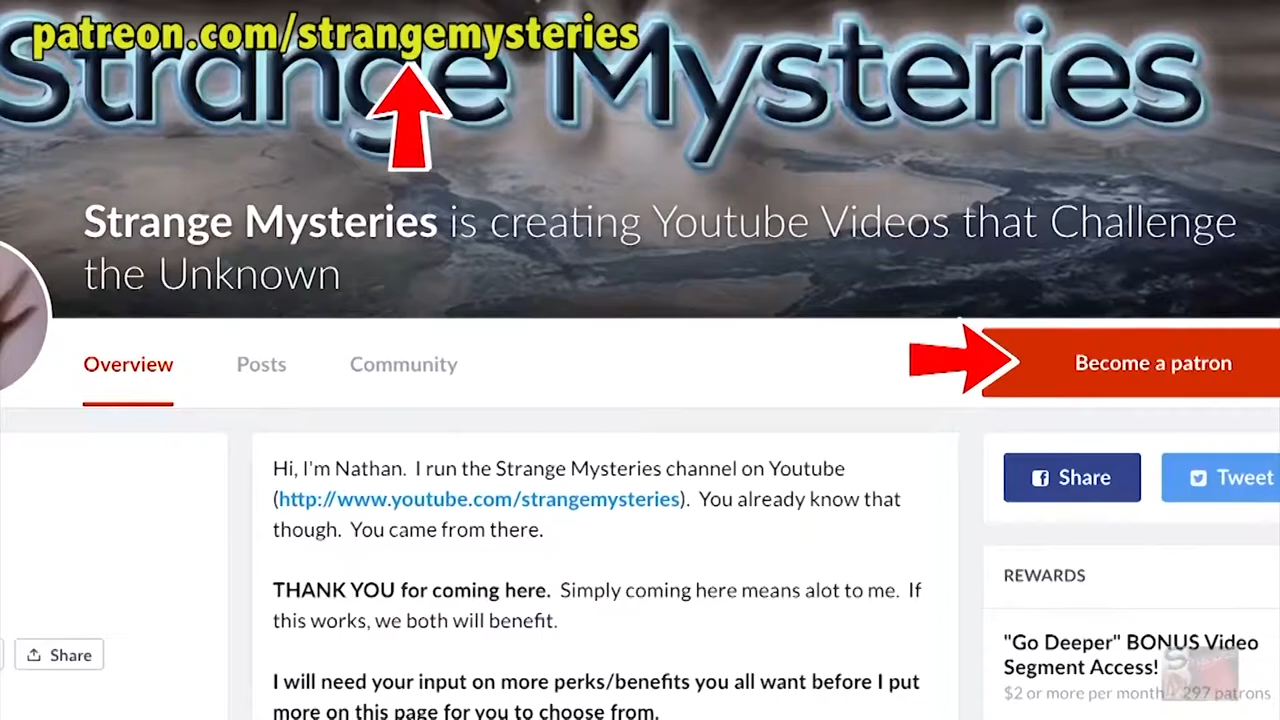 patreon.com/strangemysteries
Strange Mysteries
Strange Mysteries is creating Youtube Videos that Challenge
the Unknown
Overview
Posts
Community
Become a patron
Hi, I'm Nathan. I run the Strange Mysteries channel on Youtube
(http://www.youtube.com/strangemysteries). You already know that
though. You came from there.
THANK YOU for coming here. Simply coming here means alot to me. If
this works, we both will benefit.
I will need your input on more perks/benefits you all want before I put
more on this page for you to choose from.
Share
Share
Tweet
REWARDS
"Go Deeper" BONUS Video
Segment Access!
$2 or more per month · 297 patrons